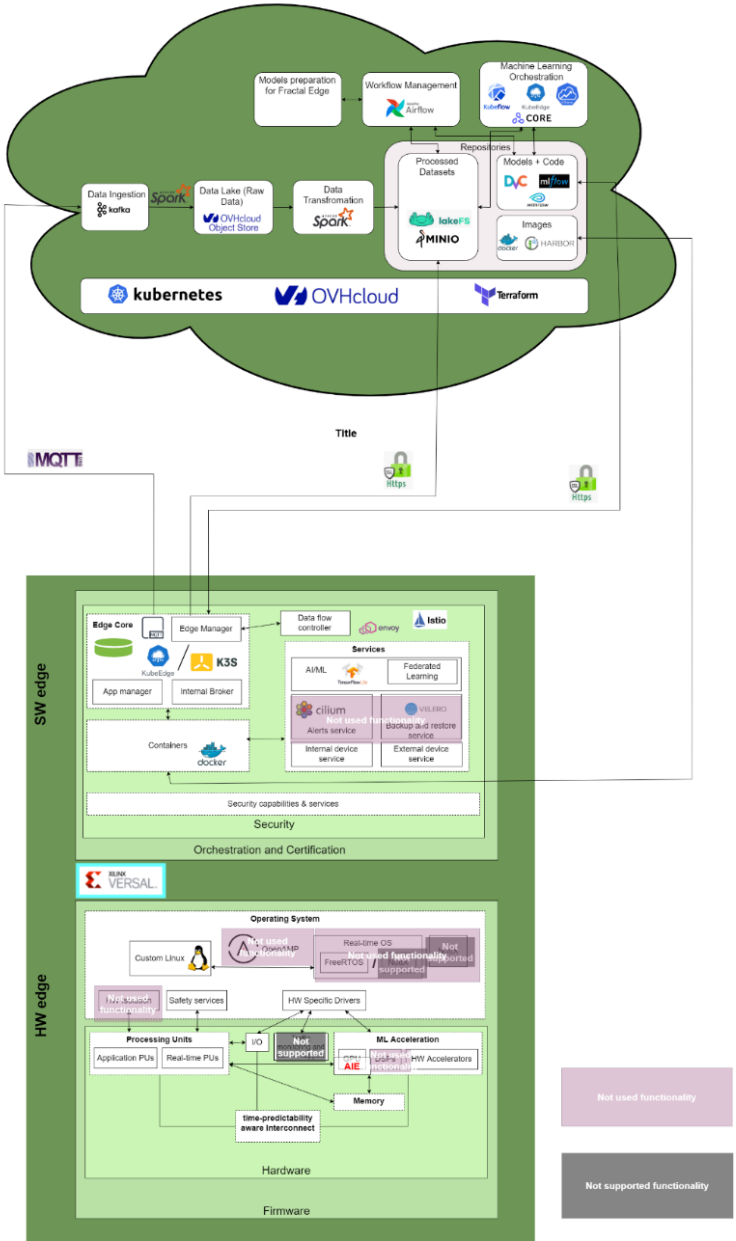 Models preparation
for Fractal Edge
Workflow Management
Apache
Airflow
Machine Learning
Orchestration
Kubeflow
KubeEdge
CORE
Repositories
Data Ingestion
kafka
Spark
Data Lake (Raw
Data)
OVHcloud
Object Store
Data
Transfromation
Spark
Processed
Datasets
lakeFS
MINIO
Models + Code
DVC
mlflow
Images
docker
HARBOR
kubernetes
OVHcloud
Terraform
Title
MQTT
Https
Https
SW edge
Edge Core
Edge Manager
KubeEdge
/
K3S
App manager
Internal Broker
Data flow
controller
envoy
Istio
Services
AI/ML
TensorFlowLite
Federated
Learning
cilium
VELERO
Not used functionality
Alerts service
Backup and restore
service
Internal device
service
External device
service
Containers
docker
Security capabilities & services
Security
Orchestration and Certification
XILINX
VERSAL
HW edge
Operating System
Custom Linux
OpenAMP
Not used
functionality
Real-time OS
Not used functionality
FreeRTOS
/
Not
supported
Not
supported
Not used
functionality
Safety services
HW Specific Drivers
Processing Units
Application PUs
Real-time PUs
I/O
Not
supported
ML Acceleration
GPU
AIE
DSPs
Not used
functionality
HW Accelerators
Memory
time-predictability
aware Interconnect
Hardware
Firmware
Not used functionality
Not supported functionality